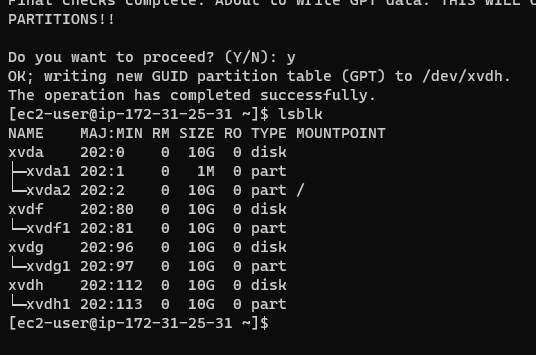 Final checks complete. About to write GPT data. THIS WILL O
PARTITIONS!!

Do you want to proceed? (Y/N): y
OK; writing new GUID partition table (GPT) to /dev/xvdh.
The operation has completed successfully.
[ec2-user@ip-172-31-25-31 ~]$ lsblk
NAME    MAJ:MIN RM SIZE RO TYPE MOUNTPOINT
xvda    202:0    0  10G  0 disk
├─xvda1 202:1    0   1M  0 part
└─xvda2 202:2    0  10G  0 part /
xvdf    202:80   0  10G  0 disk
└─xvdf1 202:81   0  10G  0 part
xvdg    202:96   0  10G  0 disk
└─xvdg1 202:97   0  10G  0 part
xvdh    202:112  0  10G  0 disk
└─xvdh1 202:113  0  10G  0 part
[ec2-user@ip-172-31-25-31 ~]$